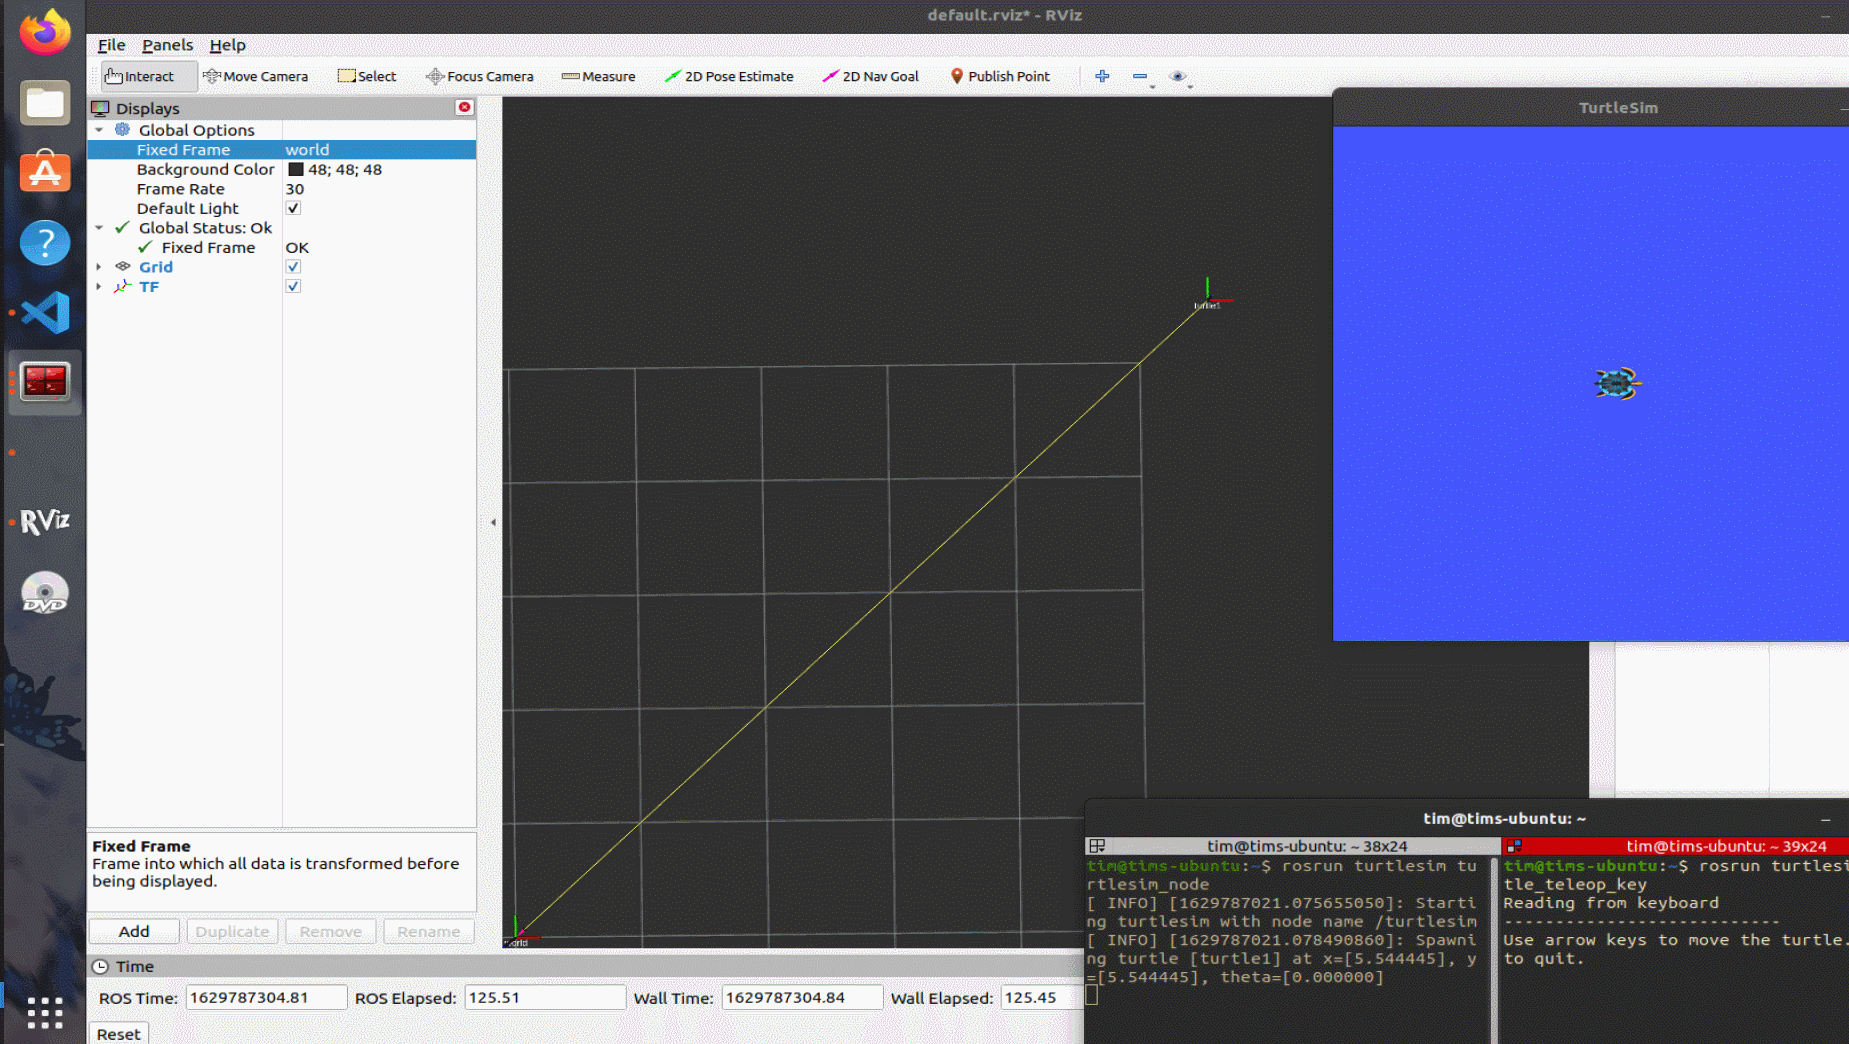 default.rviz* - RViz
File Panels Help
Interact Move Camera Select Focus Camera Measure 2D Pose Estimate 2D Nav Goal Publish Point
Displays
Global Options
Fixed Frame world
Background Color 48; 48; 48
Frame Rate 30
Default Light
Global Status: Ok
Fixed Frame OK
Grid
TF
Fixed Frame
Frame into which all data is transformed before
being displayed.
Add Duplicate Remove Rename
turtle1
world
TurtleSim
tim@tims-ubuntu: ~
tim@tims-ubuntu: ~ 38x24
tim@tims-ubuntu:~$ rosrun turtlesim tu
rtlesim_node
[ INFO] [1629787021.075655050]: Starti
ng turtlesim with node name /turtlesim
[ INFO] [1629787021.078490860]: Spawni
ng turtle [turtle1] at x=[5.544445], y
=[5.544445], theta=[0.000000]
tim@tims-ubuntu: ~ 39x24
tim@tims-ubuntu:~$ rosrun turtlesi
tle_teleop_key
Reading from keyboard
---------------------------
Use arrow keys to move the turtle.
to quit.
Time
ROS Time: 1629787304.81 ROS Elapsed: 125.51 Wall Time: 1629787304.84 Wall Elapsed: 125.45
Reset
RViz
DVD